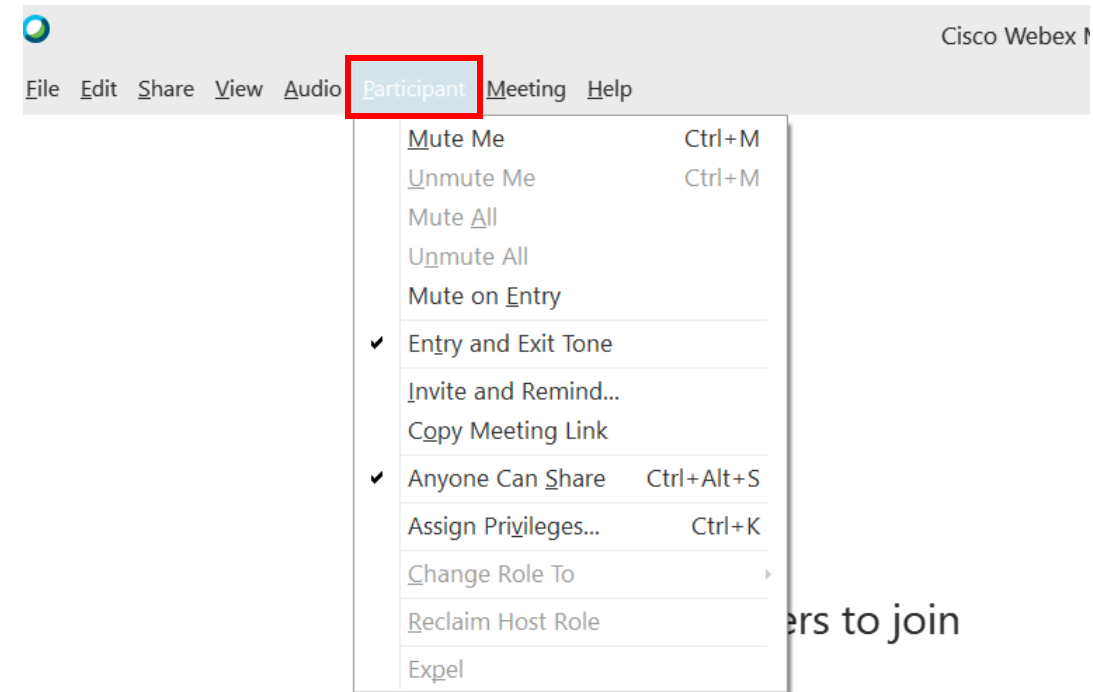 Cisco Webex
File Edit Share View Audio Participant Meeting Help
Mute Me Ctrl+M
Unmute Me Ctrl+M
Mute All
Unmute All
Mute on Entry
Entry and Exit Tone
Invite and Remind...
Copy Meeting Link
Anyone Can Share Ctrl+Alt+S
Assign Privileges... Ctrl+K
Change Role To
Reclaim Host Role
to join
Expel